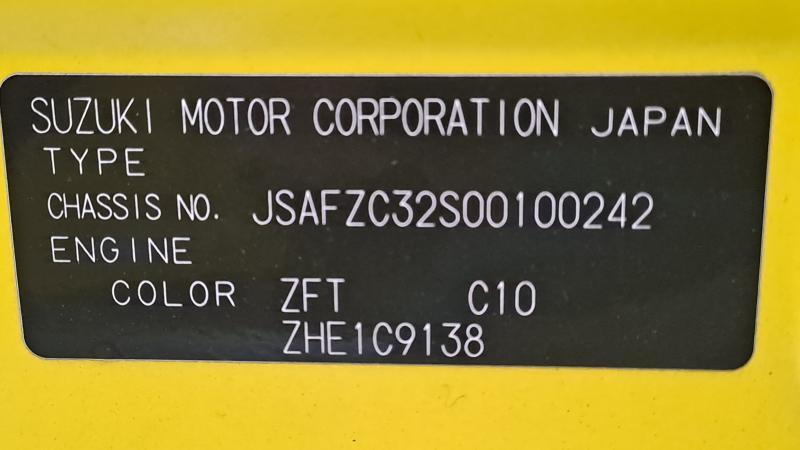 SUZUKI MOTOR CORPORATION JAPAN
TYPE
CHASSIS NO. JSAFZC32S00100242
ENGINE
COLOR ZFT C10
ZHE1C9138